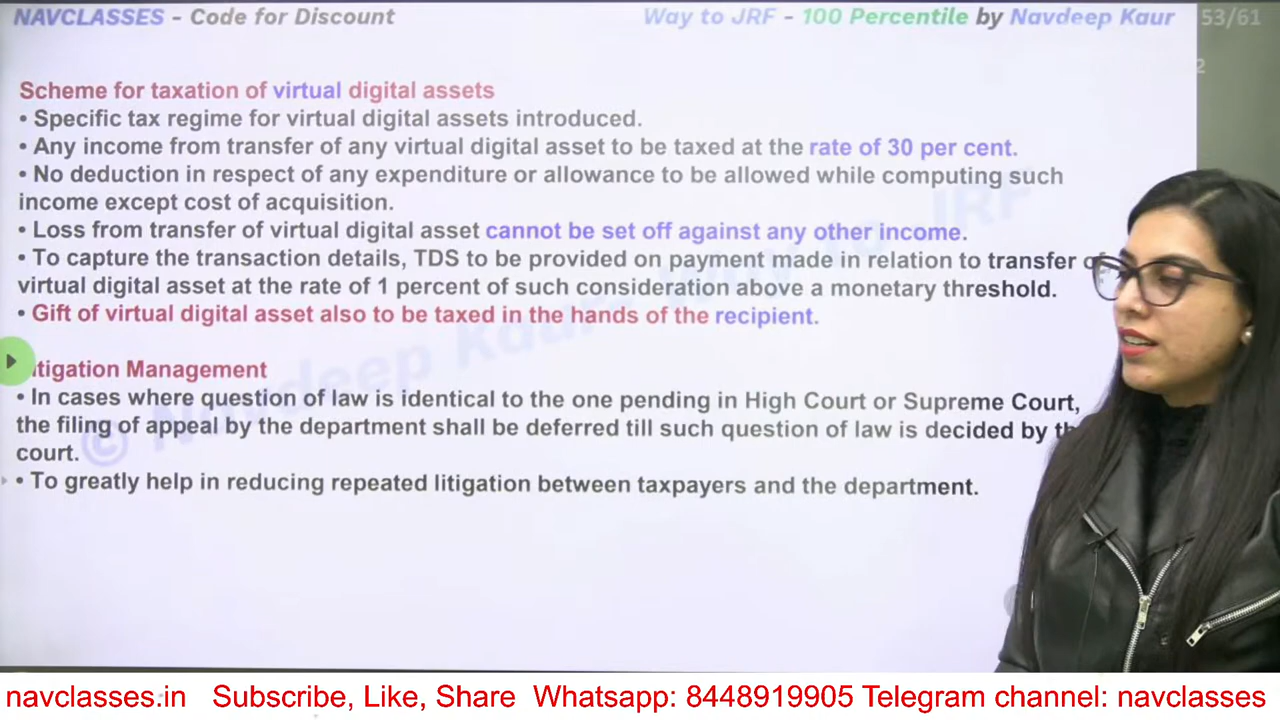 NAVCLASSES - Code for Discount
Way to JRF - 100 Percentile by Navdeep Kaur
53/61
2
Scheme for taxation of virtual digital assets
• Specific tax regime for virtual digital assets introduced.
• Any income from transfer of any virtual digital asset to be taxed at the rate of 30 per cent.
• No deduction in respect of any expenditure or allowance to be allowed while computing such
income except cost of acquisition.
• Loss from transfer of virtual digital asset cannot be set off against any other income.
• To capture the transaction details, TDS to be provided on payment made in relation to transfer of
virtual digital asset at the rate of 1 percent of such consideration above a monetary threshold.
• Gift of virtual digital asset also to be taxed in the hands of the recipient.
tigation Management
• In cases where question of law is identical to the one pending in High Court or Supreme Court,
the filing of appeal by the department shall be deferred till such question of law is decided by th
court.
• To greatly help in reducing repeated litigation between taxpayers and the department.
© Navdeep Kaur Way to JRF
navclasses.in Subscribe, Like, Share Whatsapp: 8448919905 Telegram channel: navclasses